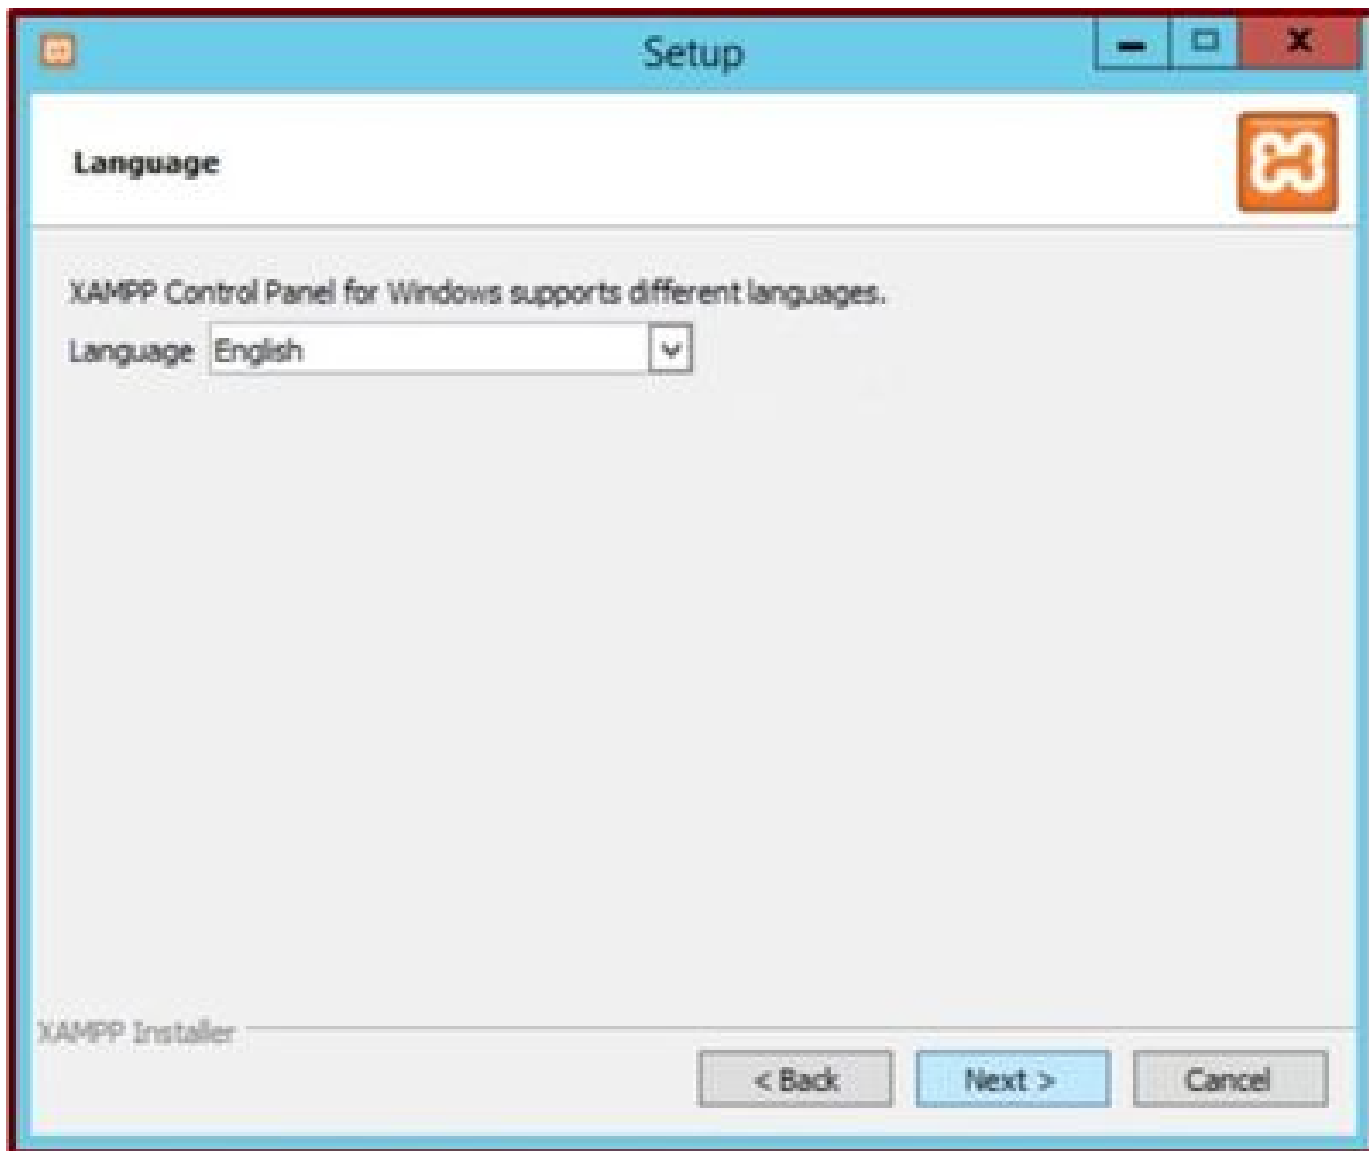 Setup
Language
XAMPP Control Panel for Windows supports different languages.
Language English
XAMPP Installer
< Back Next > Cancel